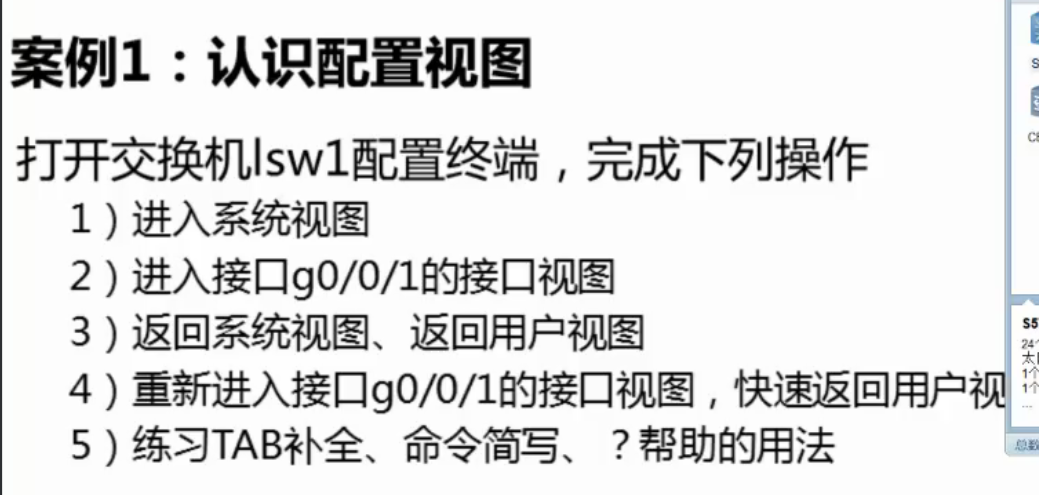 案例1：认识配置视图
打开交换机lsw1配置终端，完成下列操作
1）进入系统视图
2）进入接口g0/0/1的接口视图
3）返回系统视图、返回用户视图
4）重新进入接口g0/0/1的接口视图，快速返回用户视
5）练习TAB补全、命令简写、？帮助的用法
S5
24个
1个
1个
...
总数